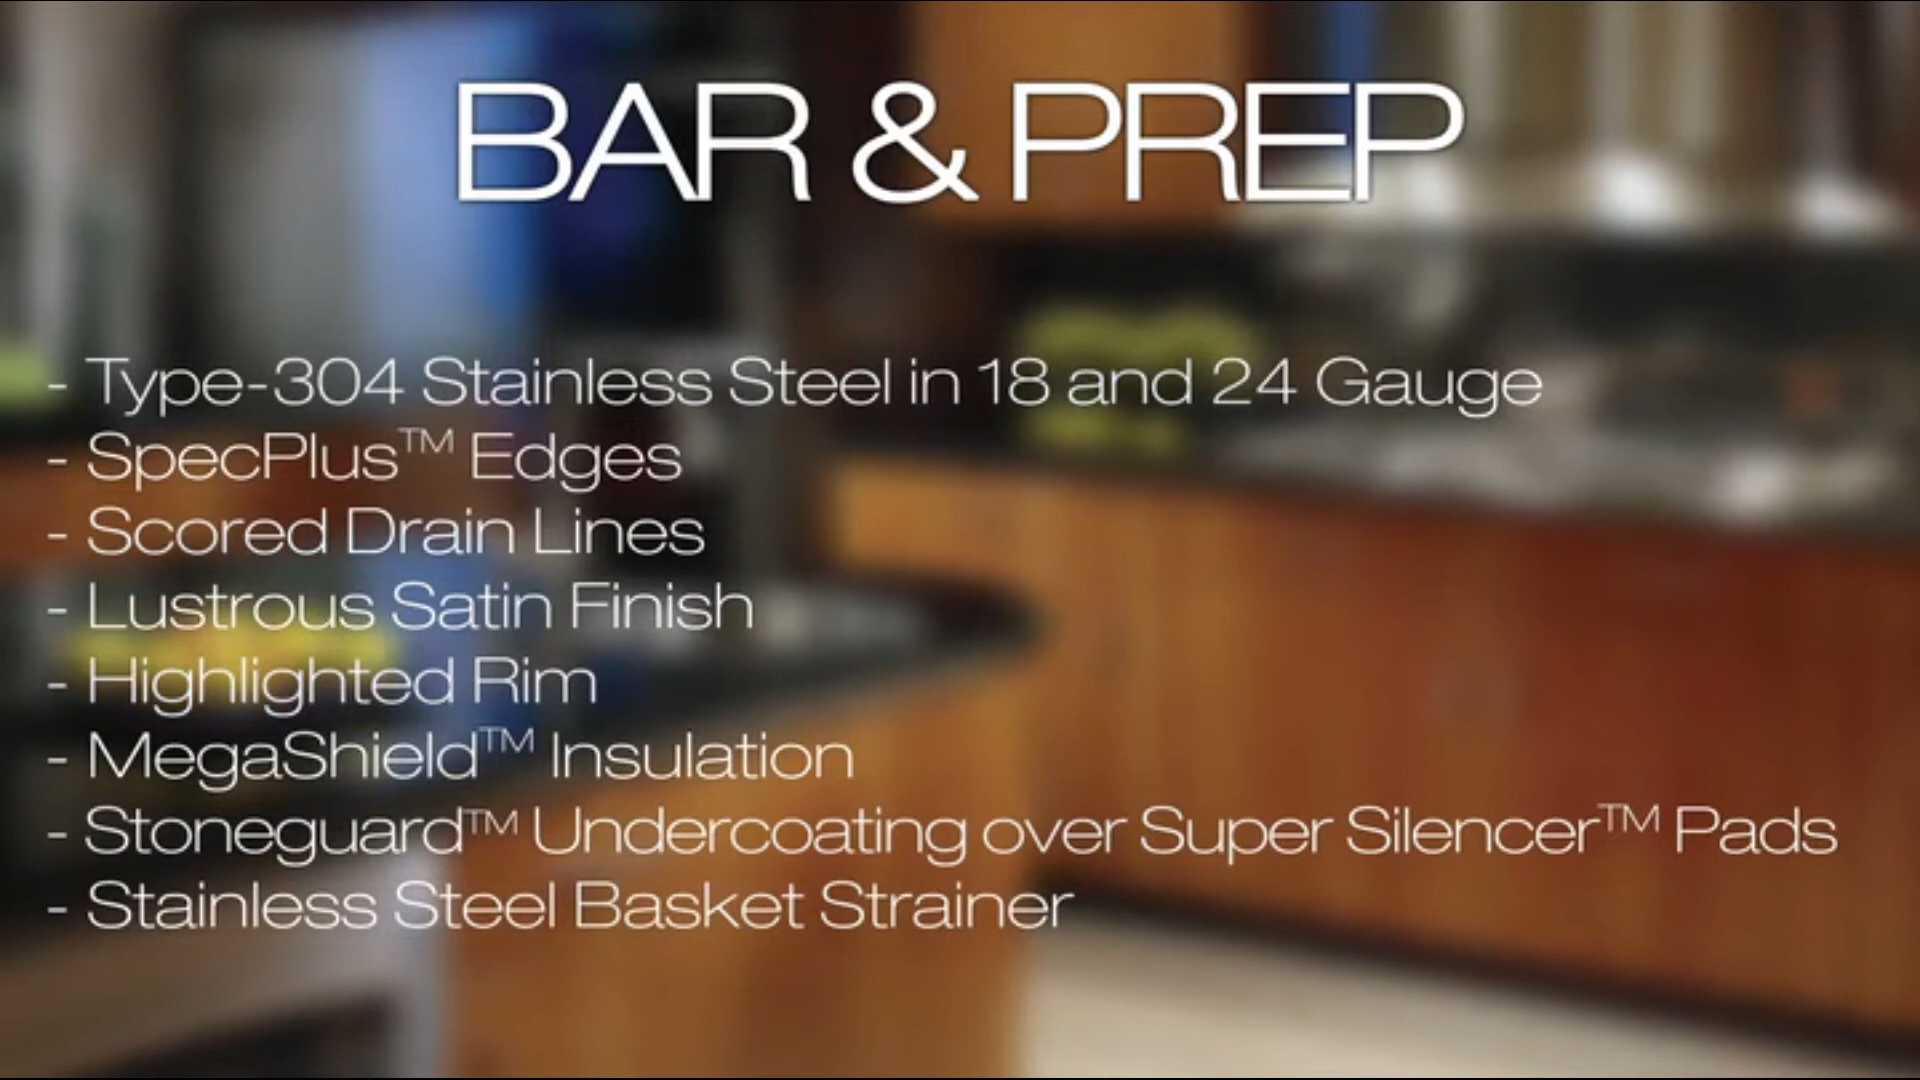 BAR & PREP
- Type-304 Stainless Steel in 18 and 24 Gauge
- SpecPlus™ Edges
- Scored Drain Lines
- Lustrous Satin Finish
- Highlighted Rim
- MegaShield™ Insulation
- Stoneguard™ Undercoating over Super Silencer™ Pads
- Stainless Steel Basket Strainer